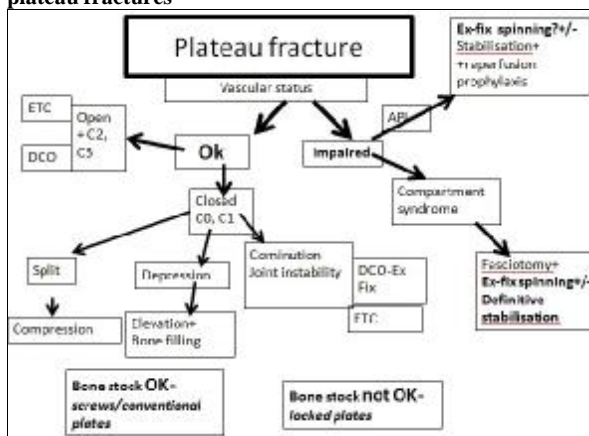 plateau fractures
Plateau fracture
Vascular status
Ex-fix spinning?+/-
Stabilisation+
prophylaxis
ETC
DCO
Open
+ C2,
C3
Ok
Impaired
Compartment
syndrome
Closed
C0, C1
Split
Depression
Cominution
Joint instability
DCO-Ex
Fix
ETC
Fasciotomy+
Ex-fix spinning+/-
Definitive
stabilisation
Compression
Elevation+
Bone filling
Bone stock OK-
screws/conventional
plates
Bone stock not OK-
locked plates